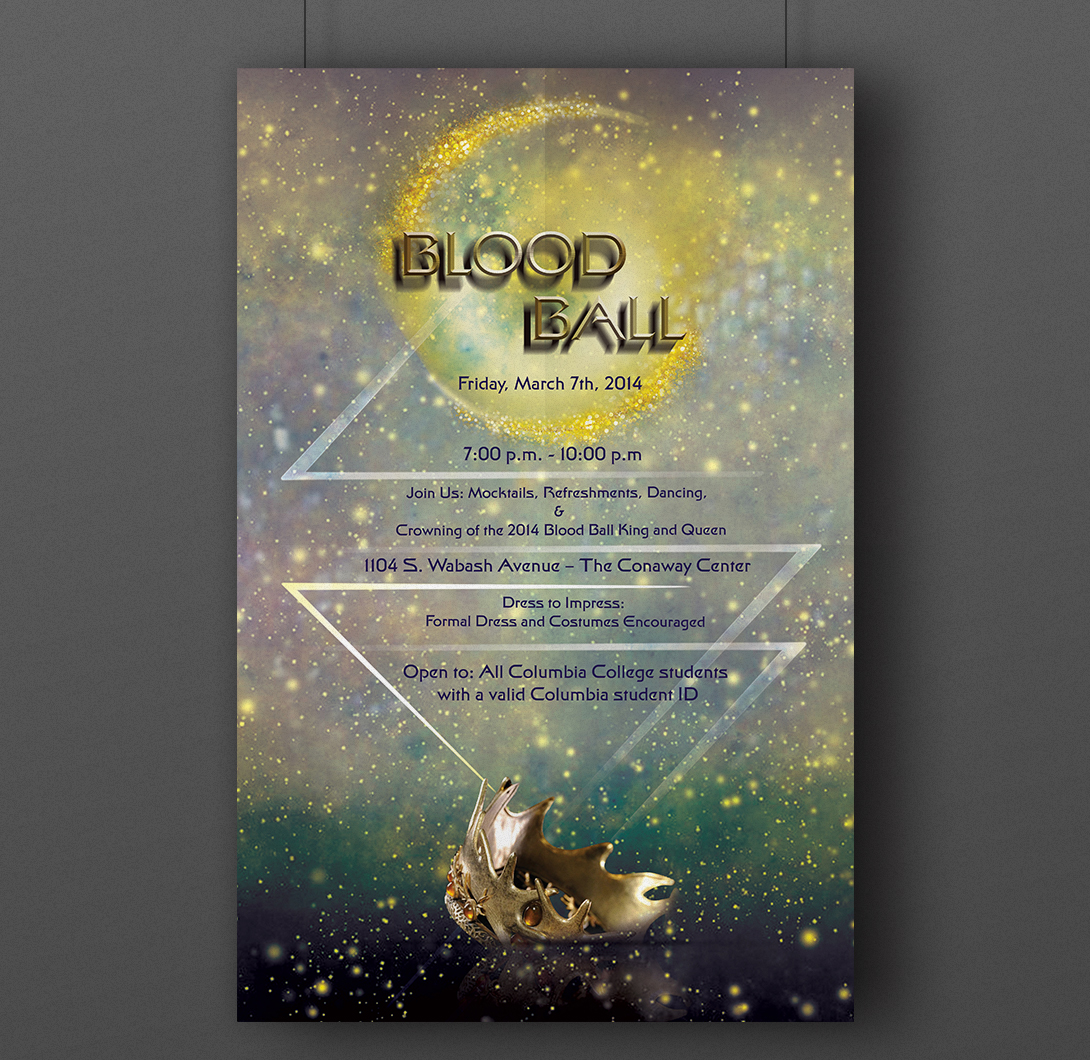 BLOOD
BALL
Friday, March 7th, 2014
7:00 p.m. - 10:00 p.m
Join Us: Mocktails, Refreshments, Dancing,
&
Crowning of the 2014 Blood Ball King and Queen
1104 S. Wabash Avenue – The Conaway Center
Dress to Impress:
Formal Dress and Costumes Encouraged
Open to: All Columbia College students
with a valid Columbia student ID